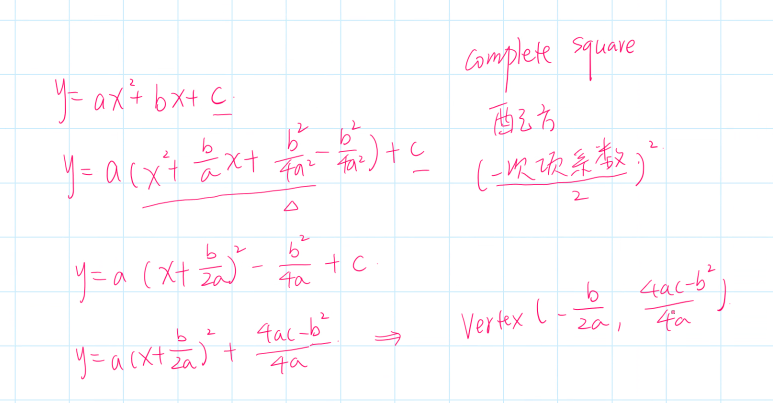 complete square
y = ax² + bx + c
配方
y = a(x² + b/a x + b²/4a² - b²/4a²) + c
(一次项系数/2)²
△
y = a(x + b/2a)² - b²/4a + c
y = a(x + b/2a)² + 4ac-b²/4a ⇒ Vertex (-b/2a, 4ac-b²/4a)